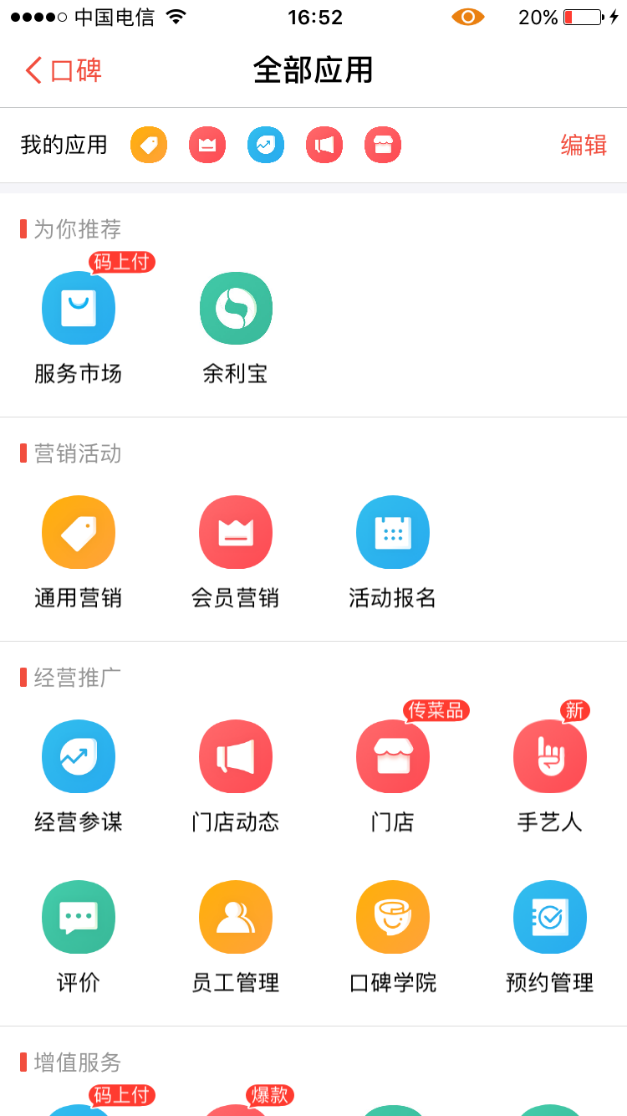 中国电信 16:52 20%
口碑 全部应用
我的应用 编辑
为你推荐
码上付
服务市场 余利宝
营销活动
通用营销 会员营销 活动报名
经营推广
传菜品 新
经营参谋 门店动态 门店 手艺人
评价 员工管理 口碑学院 预约管理
增值服务
码上付 爆款